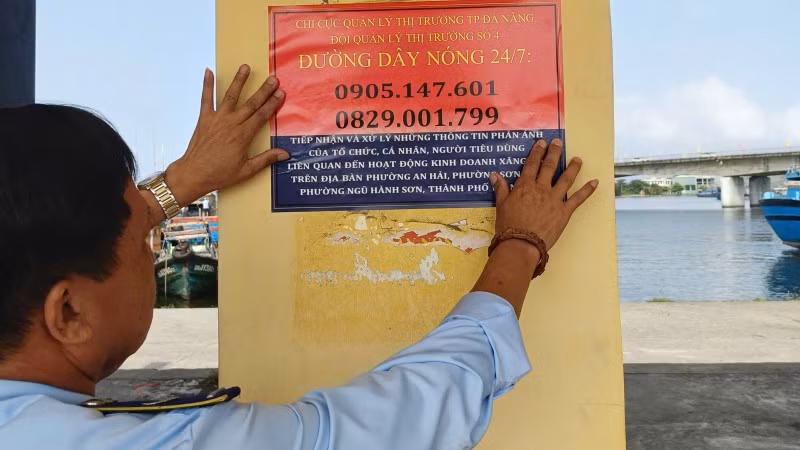 CHI CỤC QUẢN LÝ THỊ TRƯỜNG TP ĐÀ NẴNG
ĐỘI QUẢN LÝ THỊ TRƯỜNG SỐ 4
ĐƯỜNG DÂY NÓNG 24/7:
0905.147.601
0829.001.799
TIẾP NHẬN VÀ XỬ LÝ NHỮNG THÔNG TIN PHẢN ÁNH
CỦA TỔ CHỨC, CÁ NHÂN, NGƯỜI TIÊU DÙNG
LIÊN QUAN ĐẾN HOẠT ĐỘNG KINH DOANH XĂNG
TRÊN ĐỊA BÀN PHƯỜNG AN HẢI, PHƯỜNG SƠN
PHƯỜNG NGŨ HÀNH SƠN, THÀNH PHỐ